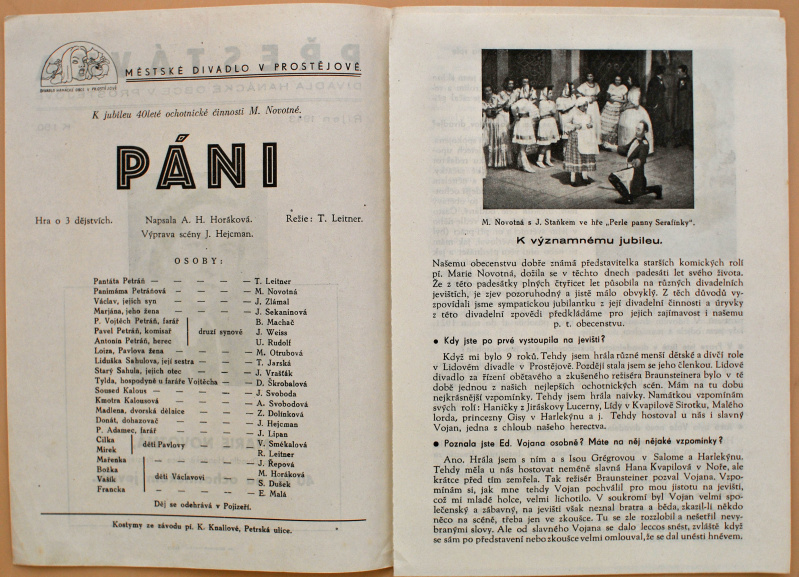 MĚSTSKÉ DIVADLO V PROSTĚJOVĚ.
DIVADLO HANÁCKÉ OBCE V PROSTĚJOVĚ
K jubileu 40leté ochotnické činnosti M. Novotné.
PÁNI
Hra o 3 dějstvích. Napsala A. H. Horáková. Režie: T. Leitner.
Výprava scény J. Hejcman.
OSOBY:
Pantáta Petráň — — — — — T. Leitner
Panimáma Petráňová — — — — M. Novotná
Václav, jejich syn — — — — J. Zlámal
Marjána, jeho žena — — — — J. Sekaninová
P. Vojtěch Petráň, farář B. Machač
Pavel Petráň, komisař druzí synové J. Weiss
Antonín Petráň, herec U. Rudolf
Loiza, Pavlova žena — — — — M. Otrubová
Liduška Sahulova, její sestra — — — T. Jarská
Starý Sahula, jejich otec — — — J. Vrašťák
Tylda, hospodyně u faráře Vojtěcha — — D. Škrobalová
Soused Kalous — — — — — J. Svoboda
Kmotra Kalousová — — — — A. Svobodová
Madlena, dvorská dělnice — — — Z. Dolínková
Donát, dohazovač — — — — J. Hejcman
P. Adamec, farář — — — — J. Lipan
Cilka děti Pavlovy — — — V. Smékalová
Mirek R. Leitner
Mařenka — — — — J. Řepová
Božka děti Václavovi — — M. Horáková
Vašík S. Dušek
Francka — — — — E. Malá
Děj se odehrává v Pojizeří.
Kostymy ze závodu pí. K. Knallové, Petrská ulice.
M. Novotná s J. Staňkem ve hře „Perle panny Serafínky“.
K významnému jubileu.
Našemu obecenstvu dobře známá představitelka starších komických rolí
pí. Marie Novotná, dožila se v těchto dnech padesáti let svého života.
Že z této padesátky plných čtyřicet let působila na různých divadelních
jevištích, je zjev pozoruhodný a jistě málo obvyklý. Z těch důvodů vy-
zpovídali jsme sympatickou jubilantku z její divadelní činnosti a úryvky
z této divadelní zpovědi předkládáme pro jejich zajímavost i našemu
p. t. obecenstvu.
● Kdy jste po prvé vystoupila na jevišti?
Když mi bylo 9 roků. Tehdy jsem hrála různé menší dětské a dívčí role
v Lidovém divadle v Prostějově. Později stala jsem se jeho členkou. Lidové
divadlo za řízení obětavého a zkušeného režiséra Braunsteinera bylo v té
době jednou z našich nejlepších ochotnických scén. Mám na tu dobu
nejkrásnější vzpomínky. Tehdy jsem hrála naivky. Namátkou vzpomínám
svých rolí: Haničky z Jiráskovy Lucerny, Lídy v Kvapilově Sirotku, Malého
lorda, princezny Gisy v Harlekýnu a j. Tehdy hostoval u nás i slavný
Vojan, jedna z chloub našeho herectva.
● Poznala jste Ed. Vojana osobně? Máte na něj nějaké vzpomínky?
Ano. Hrála jsem s ním a s Isou Grégrovou v Salome a Harlekýnu.
Tehdy měla u nás hostovat neméně slavná Hana Kvapilová v Noře, ale
krátce před tím zemřela. Tak režisér Braunsteiner pozval Vojana. Vzpo-
mínám si, jak mne tehdy Vojan pochválil pro mou jistotu na jevišti,
což mi mladé holce, velmi lichotilo. V soukromí byl Vojan velmi spo-
lečenský a zábavný, na jevišti však neznal bratra a běda, zkazil-li někdo
něco na scéně, třeba jen ve zkoušce. Tu se zle rozzlobil a nešetřil nevy-
branými slovy. Ale od slavného Vojana se dalo leccos snést, zvláště když
se sám po představení nebo zkoušce velmi omlouval, že se dal unésti hněvem.